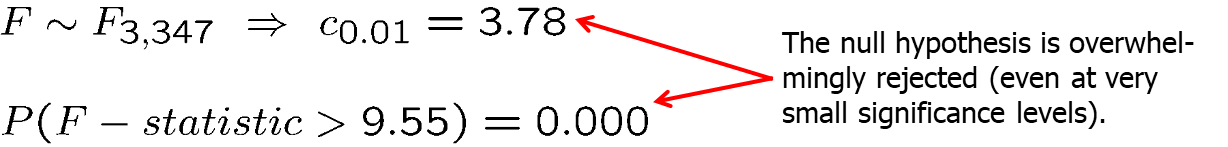 F ∼ F3,347 ⇒ c0.01 = 3.78
P(F − statistic > 9.55) = 0.000
The null hypothesis is overwhel-
mingly rejected (even at very
small significance levels).